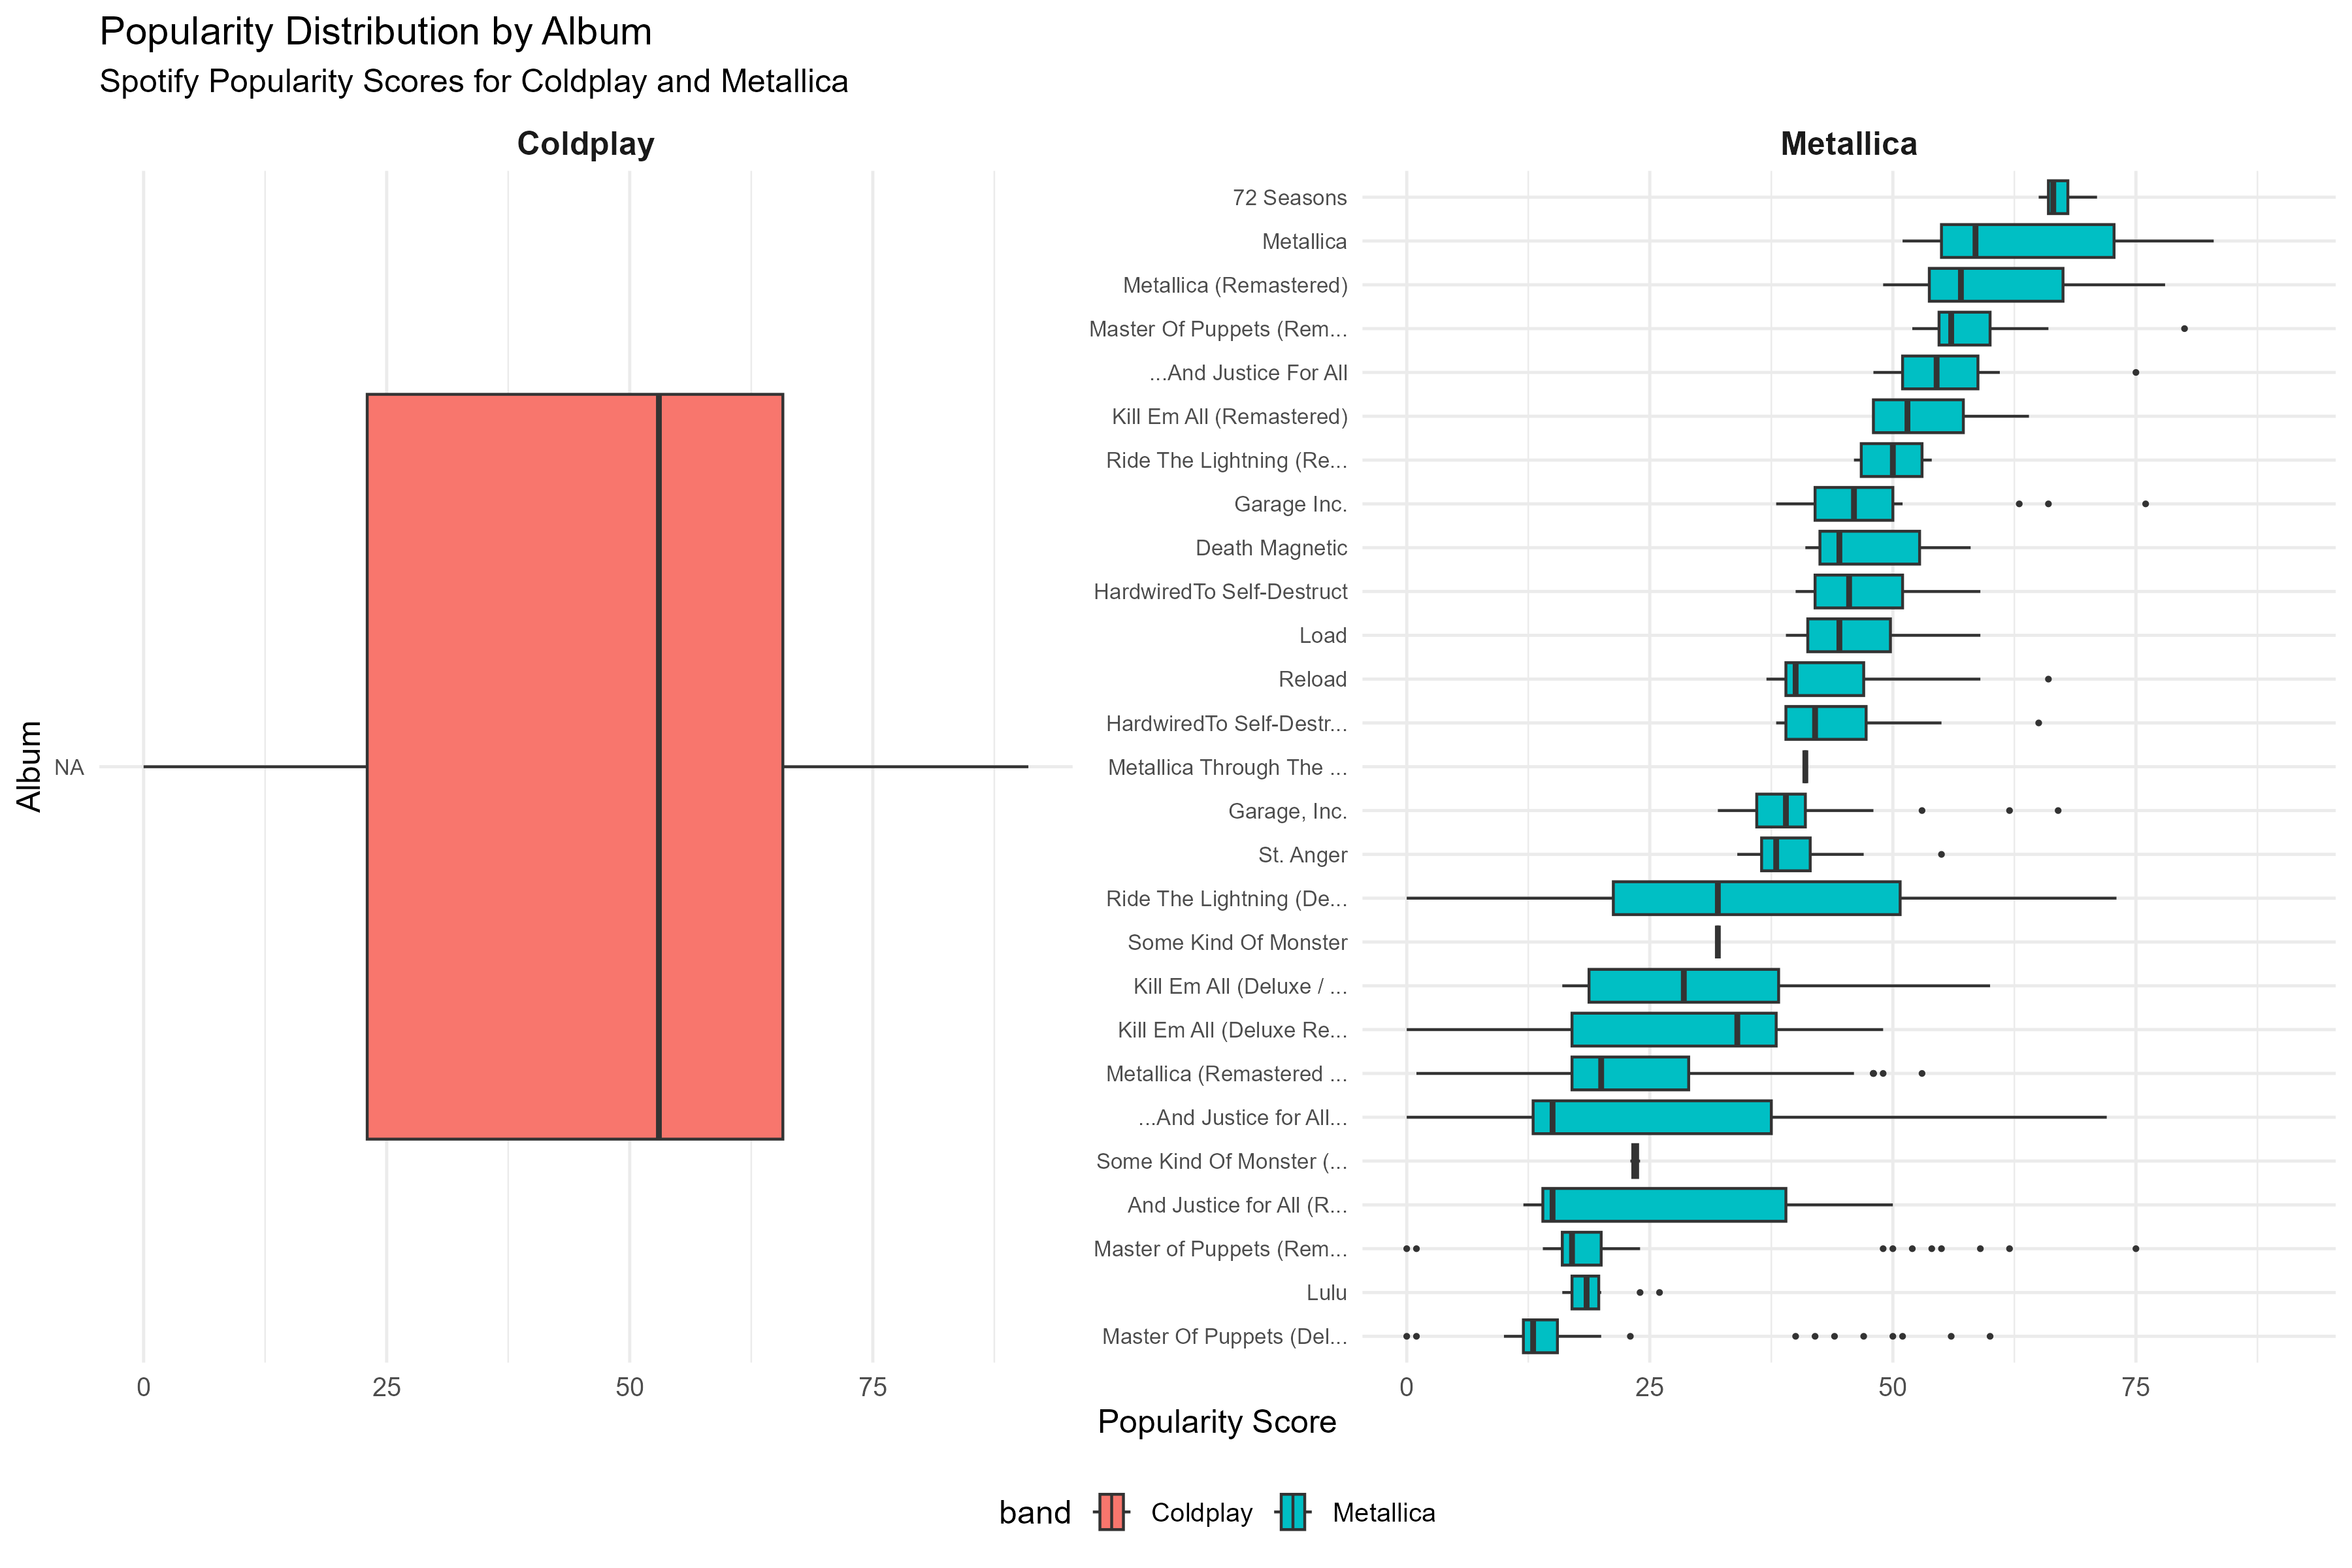 Popularity Distribution by Album
Spotify Popularity Scores for Coldplay and Metallica
Coldplay
Metallica
Album
NA
72 Seasons
Metallica
Metallica (Remastered)
Master Of Puppets (Rem...
...And Justice For All
Kill Em All (Remastered)
Ride The Lightning (Re...
Garage Inc.
Death Magnetic
HardwiredTo Self-Destruct
Load
Reload
HardwiredTo Self-Destr...
Metallica Through The ...
Garage, Inc.
St. Anger
Ride The Lightning (De...
Some Kind Of Monster
Kill Em All (Deluxe / ...
Kill Em All (Deluxe Re...
Metallica (Remastered ...
...And Justice for All...
Some Kind Of Monster (...
And Justice for All (R...
Master of Puppets (Rem...
Lulu
Master Of Puppets (Del...
0 25 50 75
0 25 50 75
Popularity Score
band Coldplay Metallica